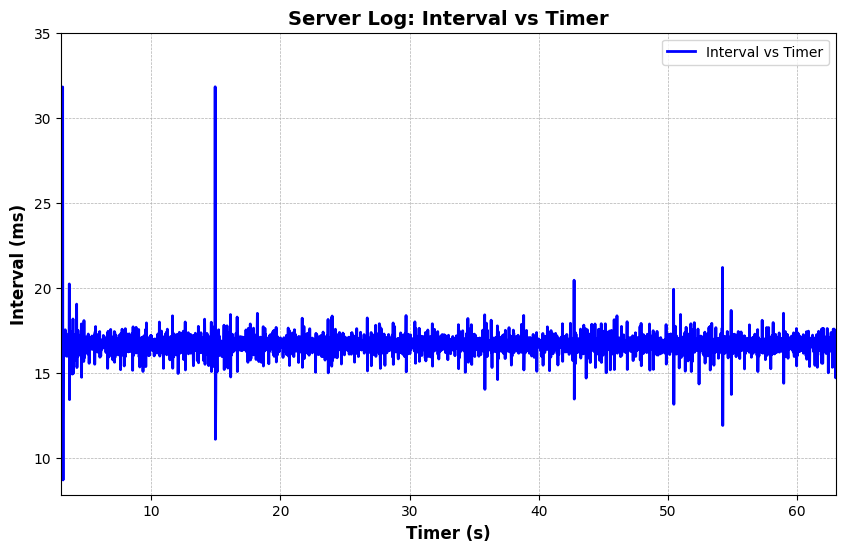 Server Log: Interval vs Timer
Interval vs Timer
35
30
25
20
15
10
Interval (ms)
10 20 30 40 50 60
Timer (s)